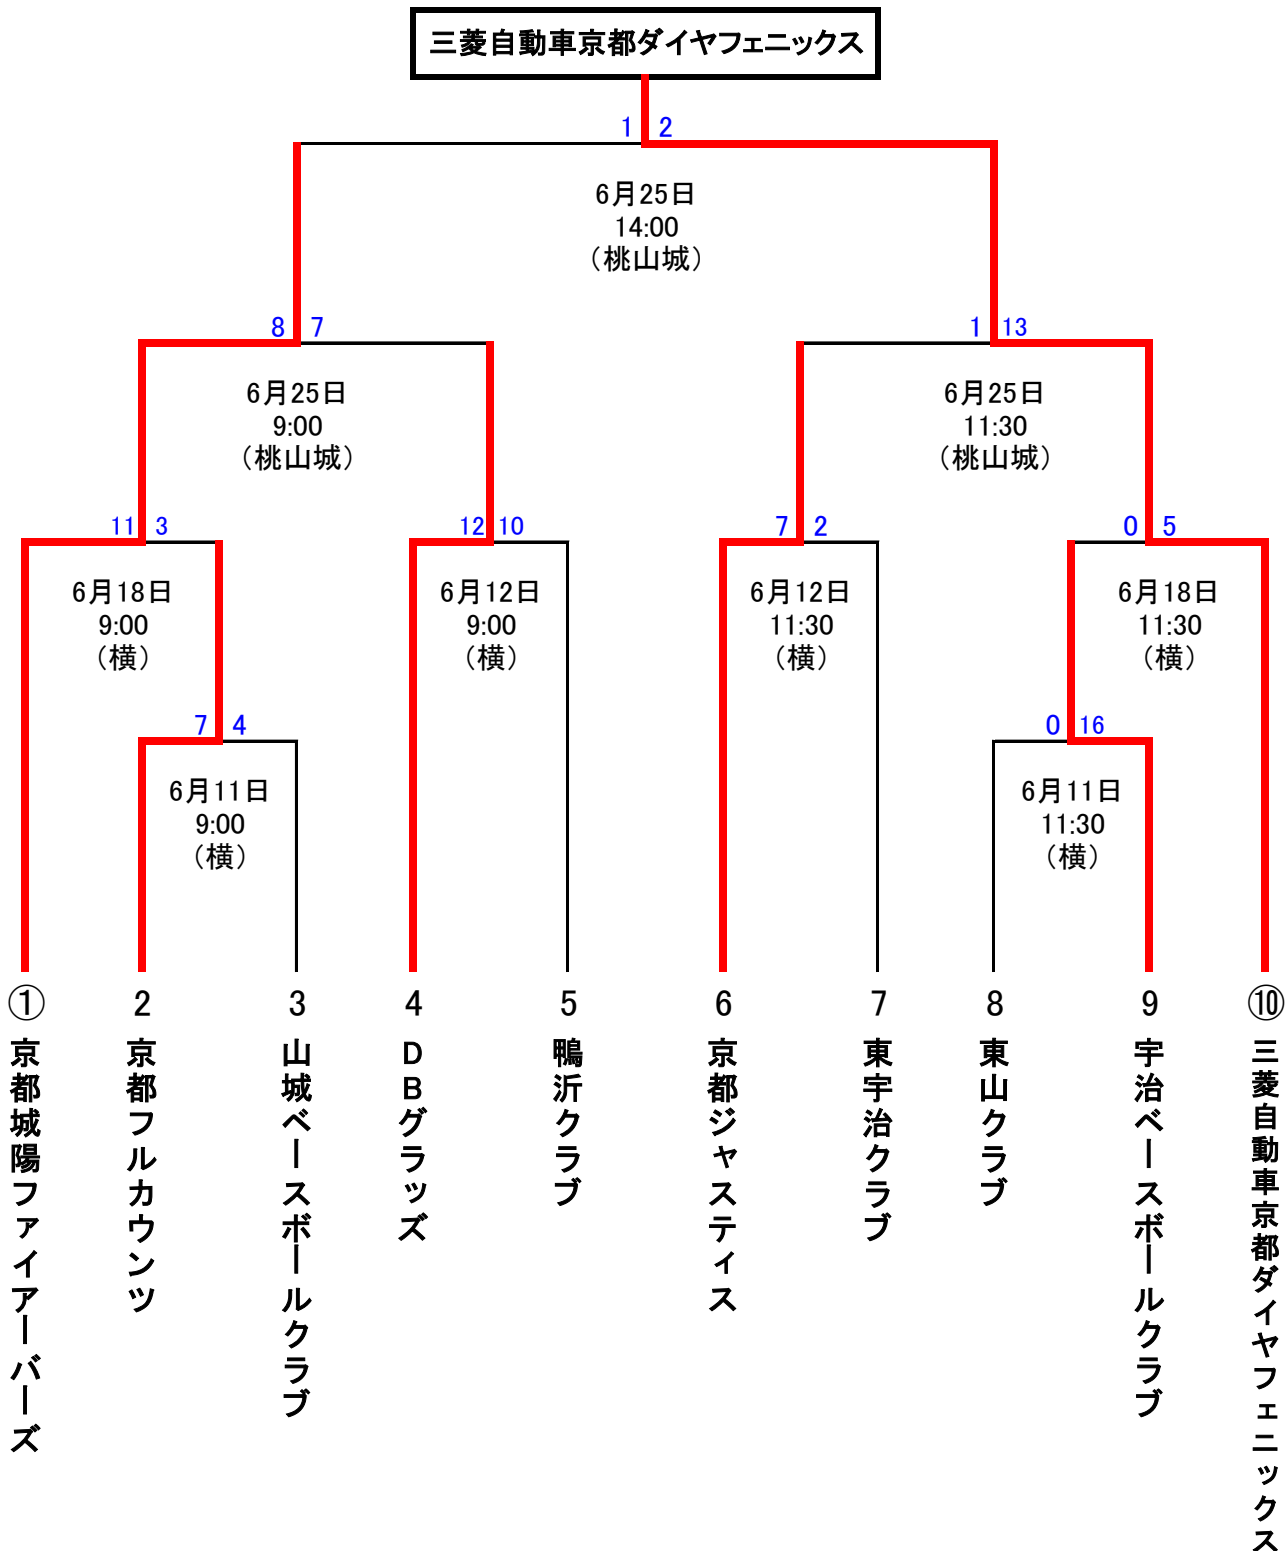 三菱自動車京都ダイヤフェニックス
1 2
6月25日
14:00
（桃山城）
8 7
1 13
6月25日
9:00
（桃山城）
6月25日
11:30
（桃山城）
11 3
12 10
7 2
0 5
6月18日
9:00
（横）
6月12日
9:00
（横）
6月12日
11:30
（横）
6月18日
11:30
（横）
7 4
0 16
6月11日
9:00
（横）
6月11日
11:30
（横）
①
京都城陽ファイアーバーズ
2
京都フルカウンツ
3
山城ベースボールクラブ
4
DBグラッズ
5
鴨沂クラブ
6
京都ジャスティス
7
東宇治クラブ
8
東山クラブ
9
宇治ベースボールクラブ
⑩
三菱自動車京都ダイヤフェニックス